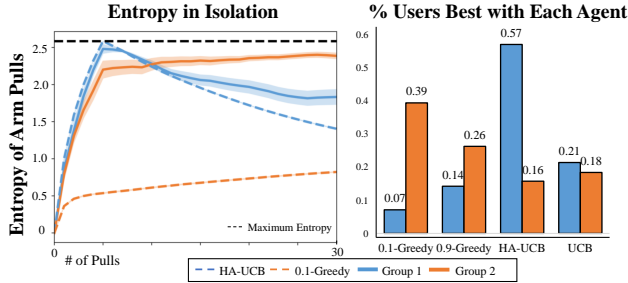 Entropy in Isolation
Entropy of Arm Pulls
2.5
2.0
1.5
1.0
0.5
0
Maximum Entropy
0
30
# of Pulls
% Users Best with Each Agent
0.6
0.5
0.4
0.3
0.2
0.1
0
0.07
0.39
0.14
0.26
0.57
0.16
0.21
0.18
0.1-Greedy
0.9-Greedy
HA-UCB
UCB
HA-UCB
0.1-Greedy
Group 1
Group 2